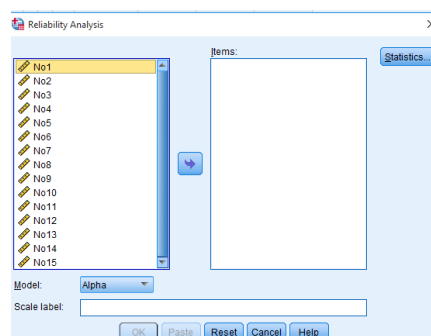 Reliability Analysis
Items:
Statistics...
No1
No2
No3
No4
No5
No6
No7
No8
No9
No10
No11
No12
No13
No14
No15
Model:
Alpha
Scale label:
OK Paste Reset Cancel Help